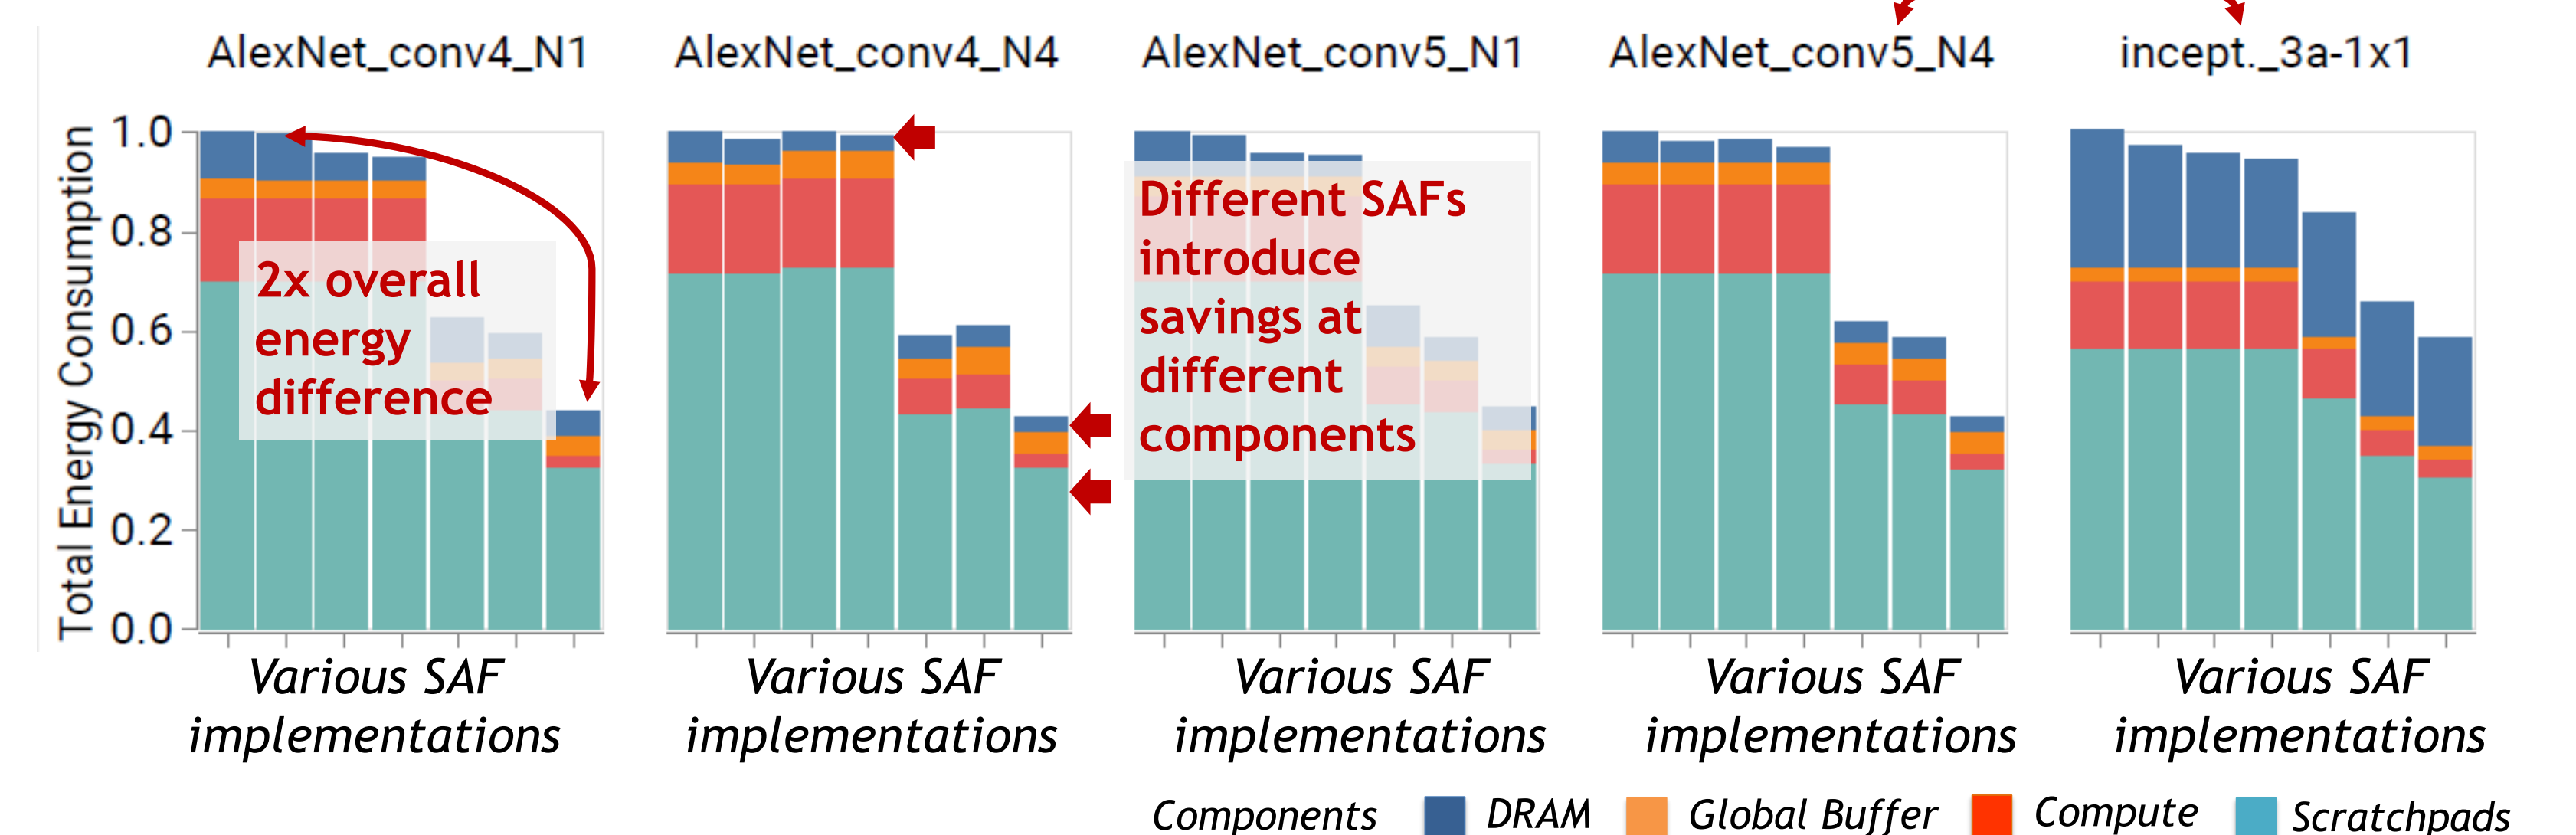 AlexNet_conv4_N1
AlexNet_conv4_N4
AlexNet_conv5_N1
AlexNet_conv5_N4
incept._3a-1x1
Total Energy Consumption
1.0
0.8
0.6
0.4
0.2
0.0
2x overall
energy
difference
Different SAFs
introduce
savings at
different
components
Various SAF
implementations
Various SAF
implementations
Various SAF
implementations
Various SAF
implementations
Various SAF
implementations
Components DRAM Global Buffer Compute Scratchpads